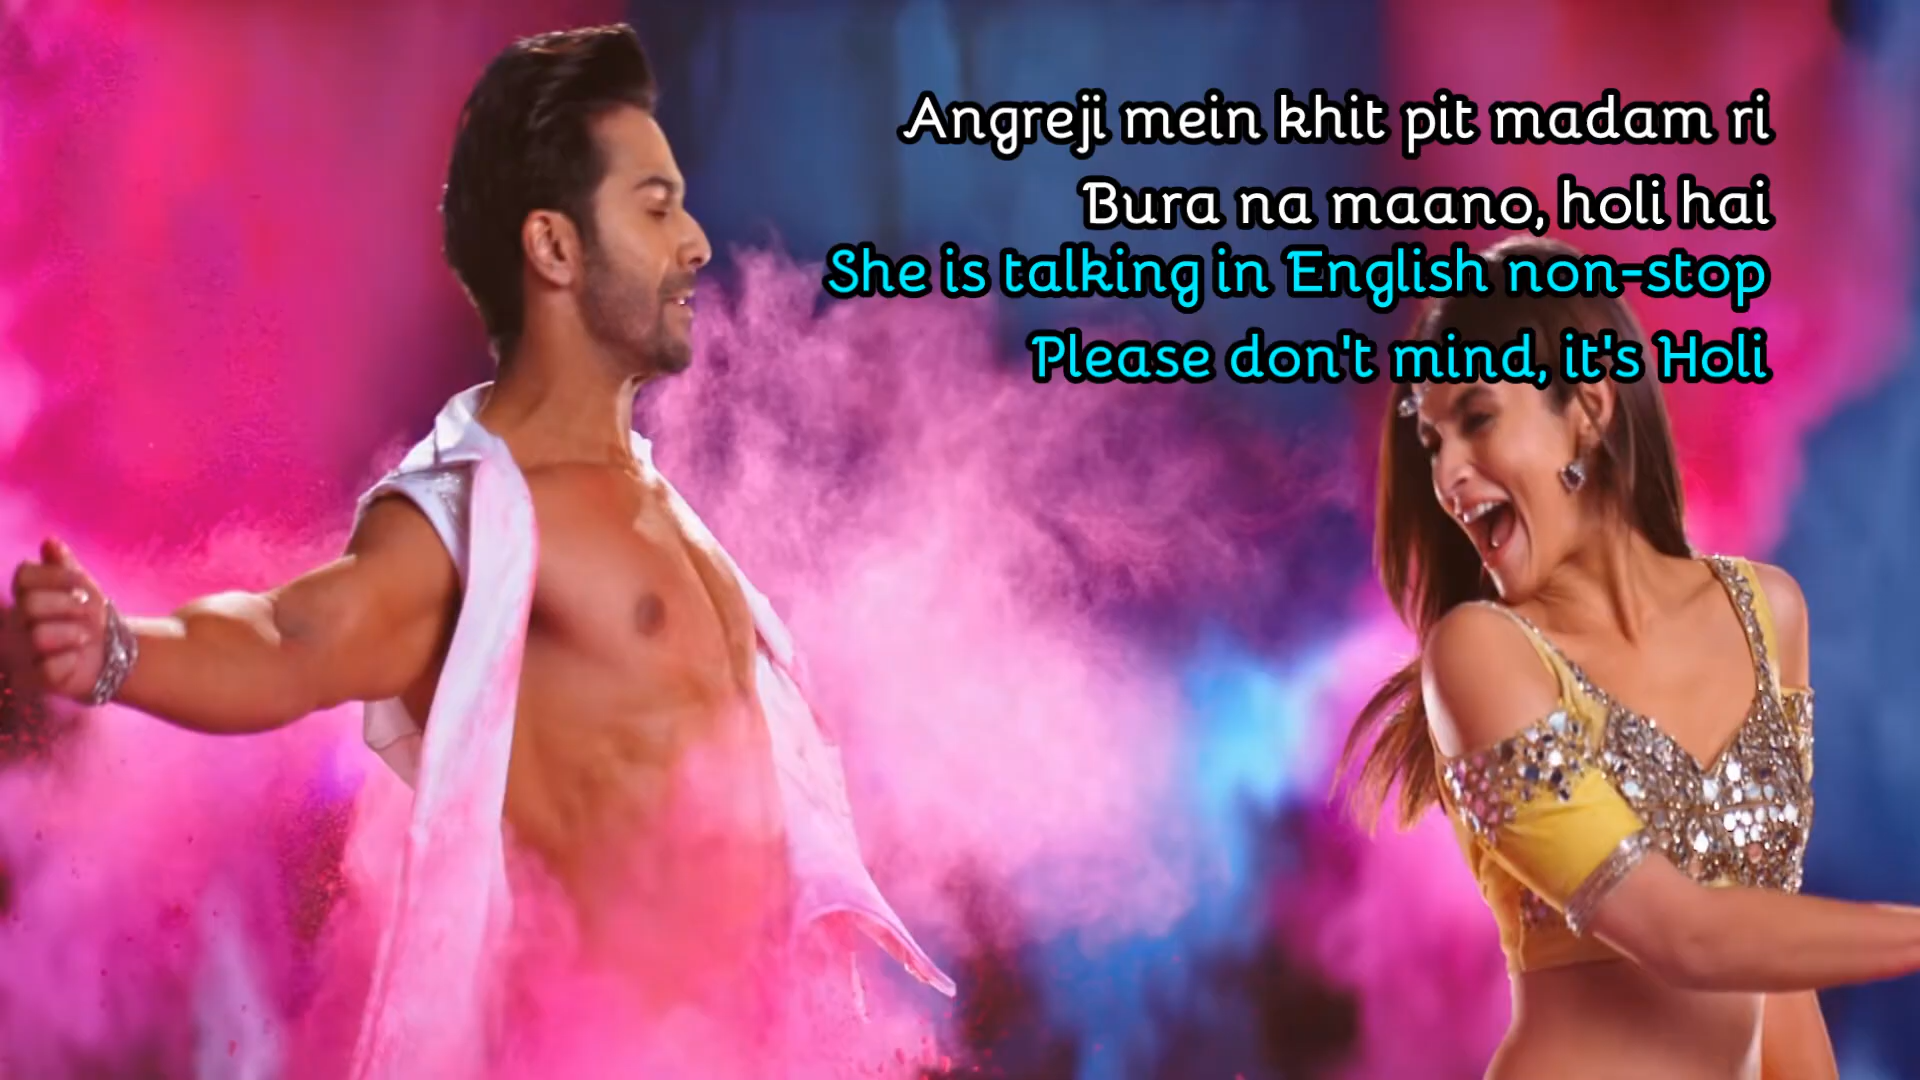 Angreji mein khit pit madam ri
Bura na maano, holi hai
She is talking in English non-stop
Please don't mind, it's Holi